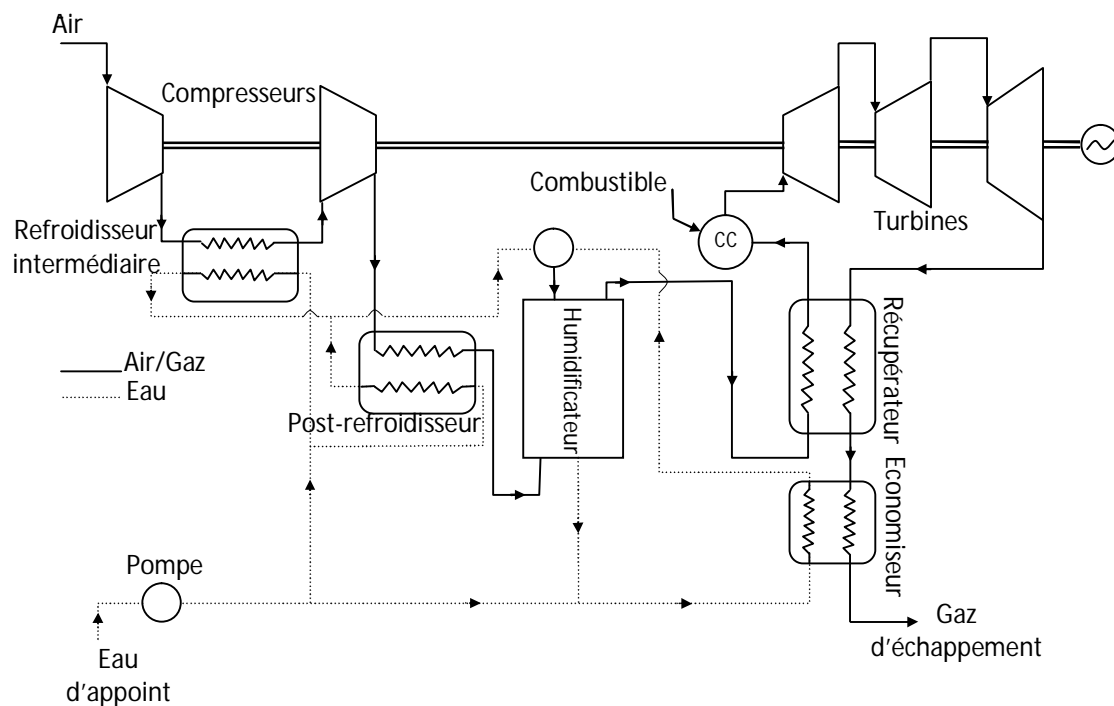 Air
Compresseurs
Combustible
CC
Turbines
Refroidisseur
intermédiaire
Humidificateur
Récupérateur
Air/Gaz
Eau
Post-refroidisseur
Economiseur
Pompe
Eau
d'appoint
Gaz
d'échappement